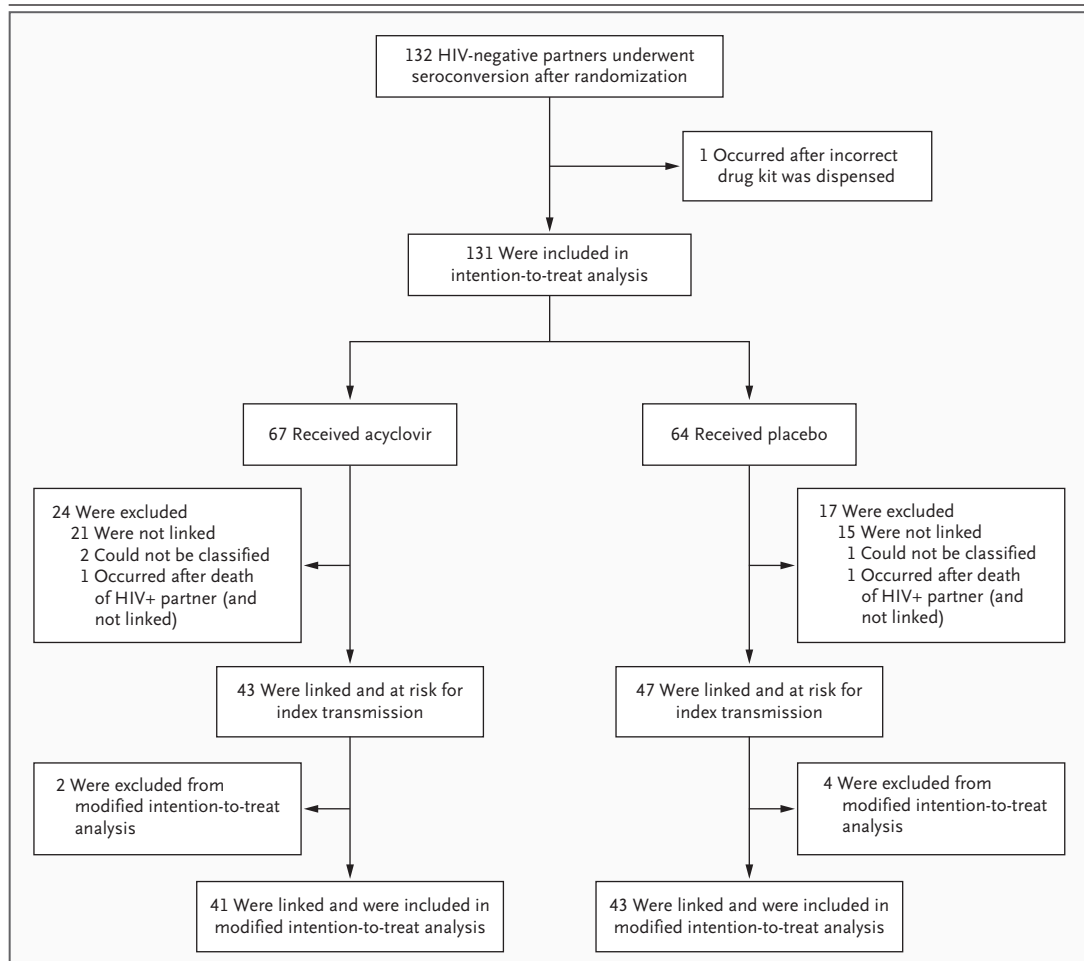 132 HIV-negative partners underwent
seroconversion after randomization
1 Occurred after incorrect
drug kit was dispensed
131 Were included in
intention-to-treat analysis
67 Received acyclovir
64 Received placebo
24 Were excluded
21 Were not linked
2 Could not be classified
1 Occurred after death
of HIV+ partner (and
not linked)
17 Were excluded
15 Were not linked
1 Could not be classified
1 Occurred after death
of HIV+ partner (and
not linked)
43 Were linked and at risk for
index transmission
47 Were linked and at risk for
index transmission
2 Were excluded from
modified intention-to-treat
analysis
4 Were excluded from
modified intention-to-treat
analysis
41 Were linked and were included in
modified intention-to-treat analysis
43 Were linked and were included in
modified intention-to-treat analysis